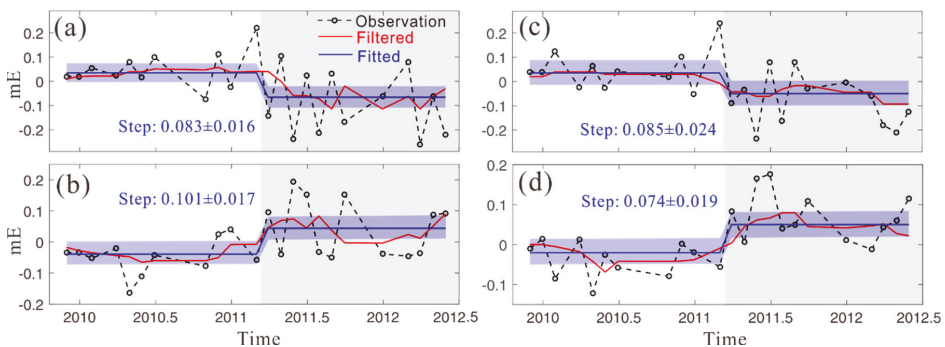 (a)
Observation
Filtered
Fitted
0.2
0.1
0
-0.1
-0.2
mE
Step: 0.083±0.016
(c)
0.2
0.1
0
-0.1
-0.2
mE
Step: 0.085±0.024
(b)
0.2
0.1
0
-0.1
-0.2
mE
Step: 0.101±0.017
2010 2010.5 2011 2011.5 2012 2012.5
Time
(d)
0.1
0
-0.1
mE
Step: 0.074±0.019
2010 2010.5 2011 2011.5 2012 2012.5
Time